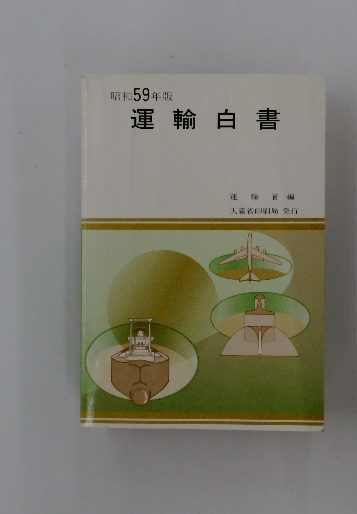 昭和59年版
運輸白書
運輸省編
大蔵省印刷局 発行